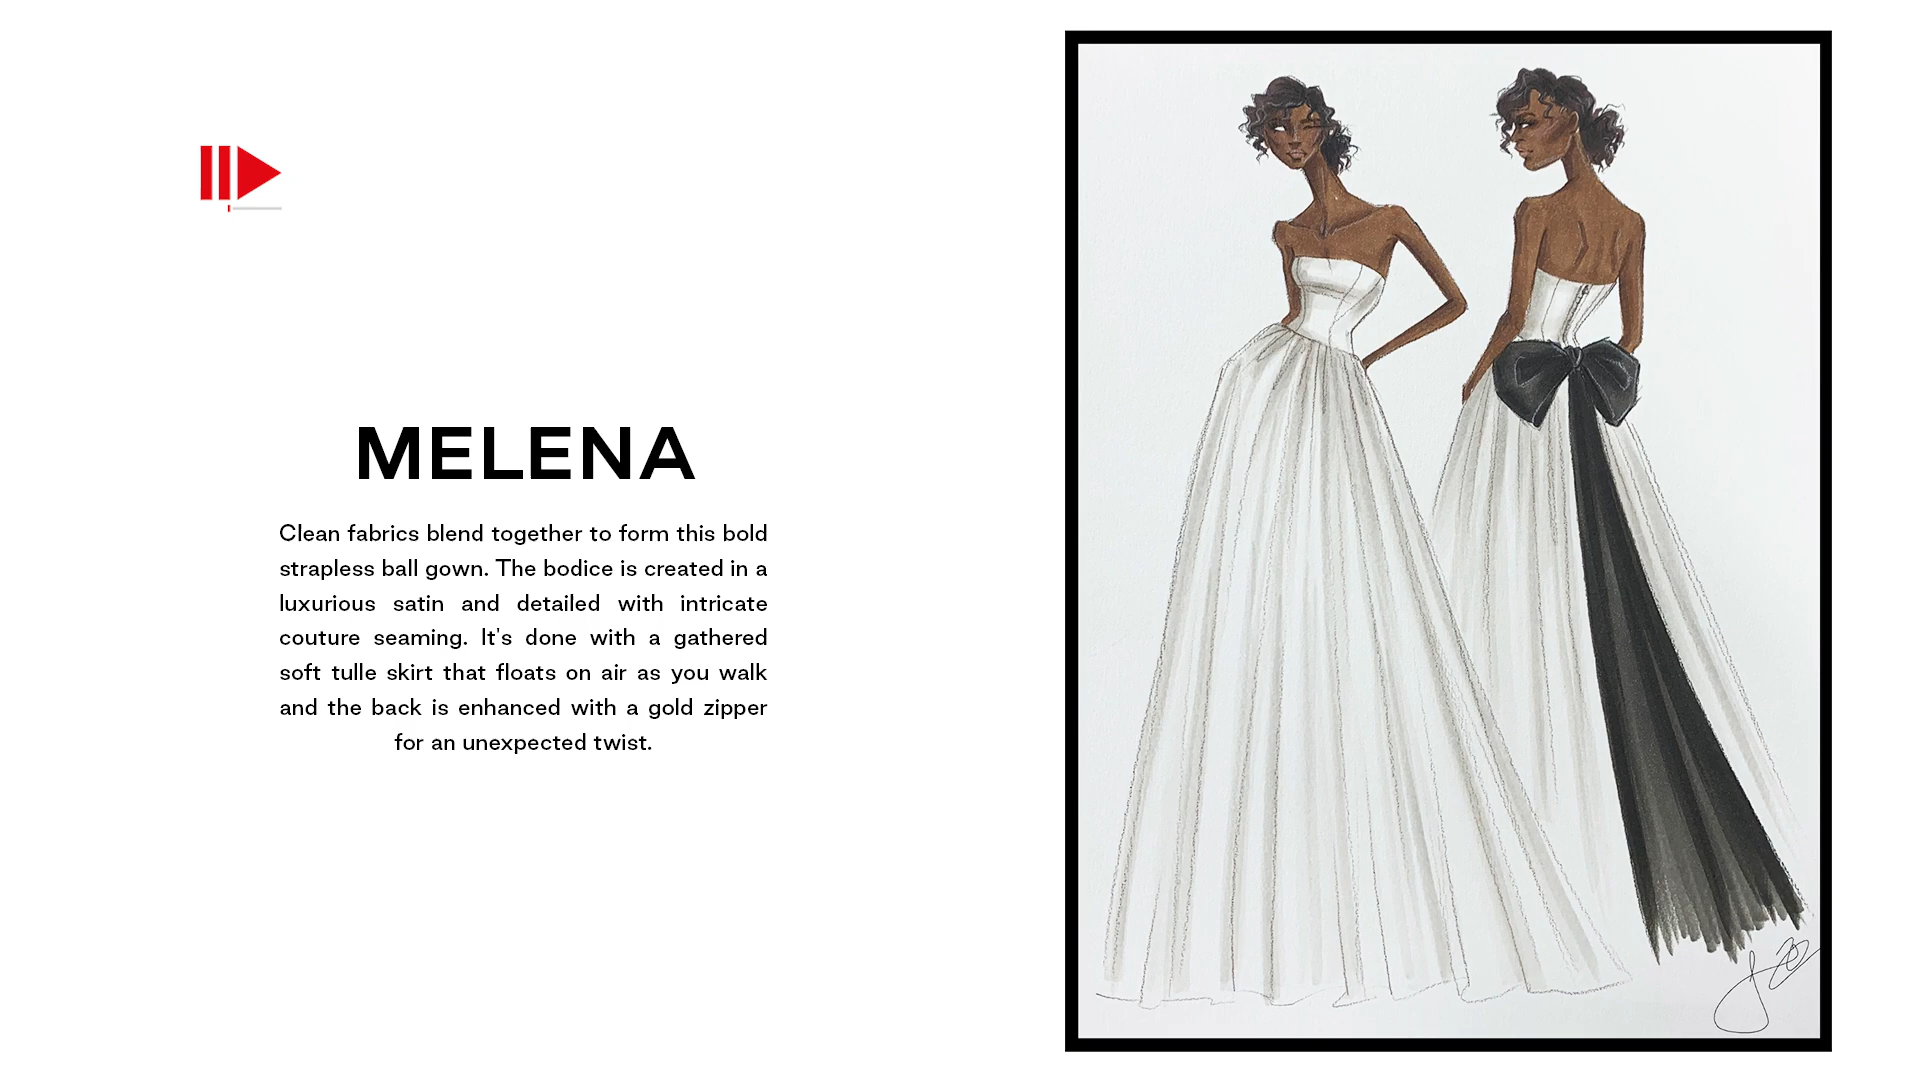 MELENA
Clean fabrics blend together to form this bold
strapless ball gown. The bodice is created in a
luxurious satin and detailed with intricate
couture seaming. It's done with a gathered
soft tulle skirt that floats on air as you walk
and the back is enhanced with a gold zipper
for an unexpected twist.